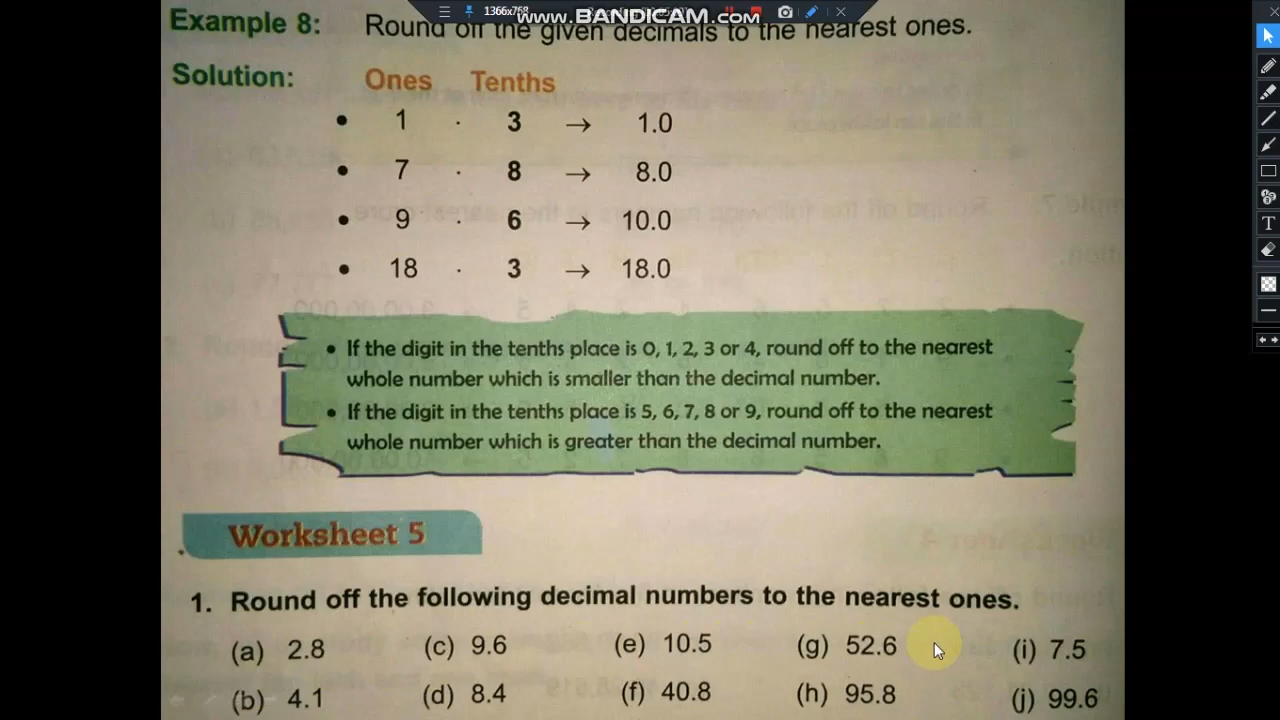 1366x768
www.BANDICAM.com
Example 8: Round off the given decimals to the nearest ones.
Solution: Ones Tenths
• 1 . 3 → 1.0
• 7 . 8 → 8.0
• 9 . 6 → 10.0
• 18 . 3 → 18.0
• If the digit in the tenths place is 0, 1, 2, 3 or 4, round off to the nearest
whole number which is smaller than the decimal number.
• If the digit in the tenths place is 5, 6, 7, 8 or 9, round off to the nearest
whole number which is greater than the decimal number.
Worksheet 5
1. Round off the following decimal numbers to the nearest ones.
(a) 2.8 (c) 9.6 (e) 10.5 (g) 52.6 (i) 7.5
(b) 4.1 (d) 8.4 (f) 40.8 (h) 95.8 (j) 99.6